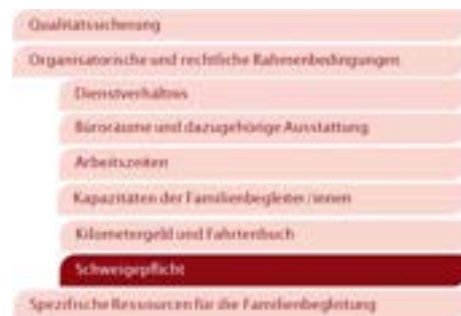 Qualitätssicherung
Organisatorische und rechtliche Rahmenbedingungen
Dienstverhältnis
Büroräume und dazugehörige Ausstattung
Arbeitszeiten
Kapazitäten der Familienbegleiter/innen
Kilometergeld und Fahrtenbuch
Schweigepflicht
Spezifische Ressourcen für die Familienbegleitung